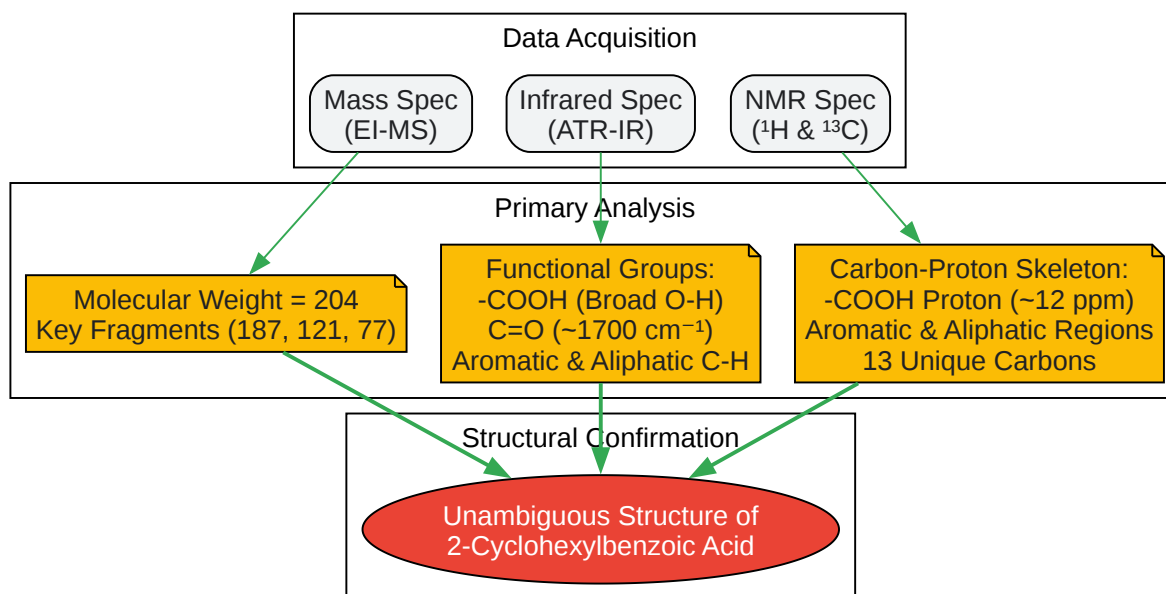 Data Acquisition
Mass Spec
(EI-MS)
Infrared Spec
(ATR-IR)
NMR Spec
(¹H & ¹³C)
Primary Analysis
Molecular Weight = 204
Key Fragments (187, 121, 77)
Functional Groups:
-COOH (Broad O-H)
C=O (~1700 cm⁻¹)
Aromatic & Aliphatic C-H
Carbon-Proton Skeleton:
-COOH Proton (~12 ppm)
Aromatic & Aliphatic Regions
13 Unique Carbons
Structural Confirmation
Unambiguous Structure of
2-Cyclohexylbenzoic Acid